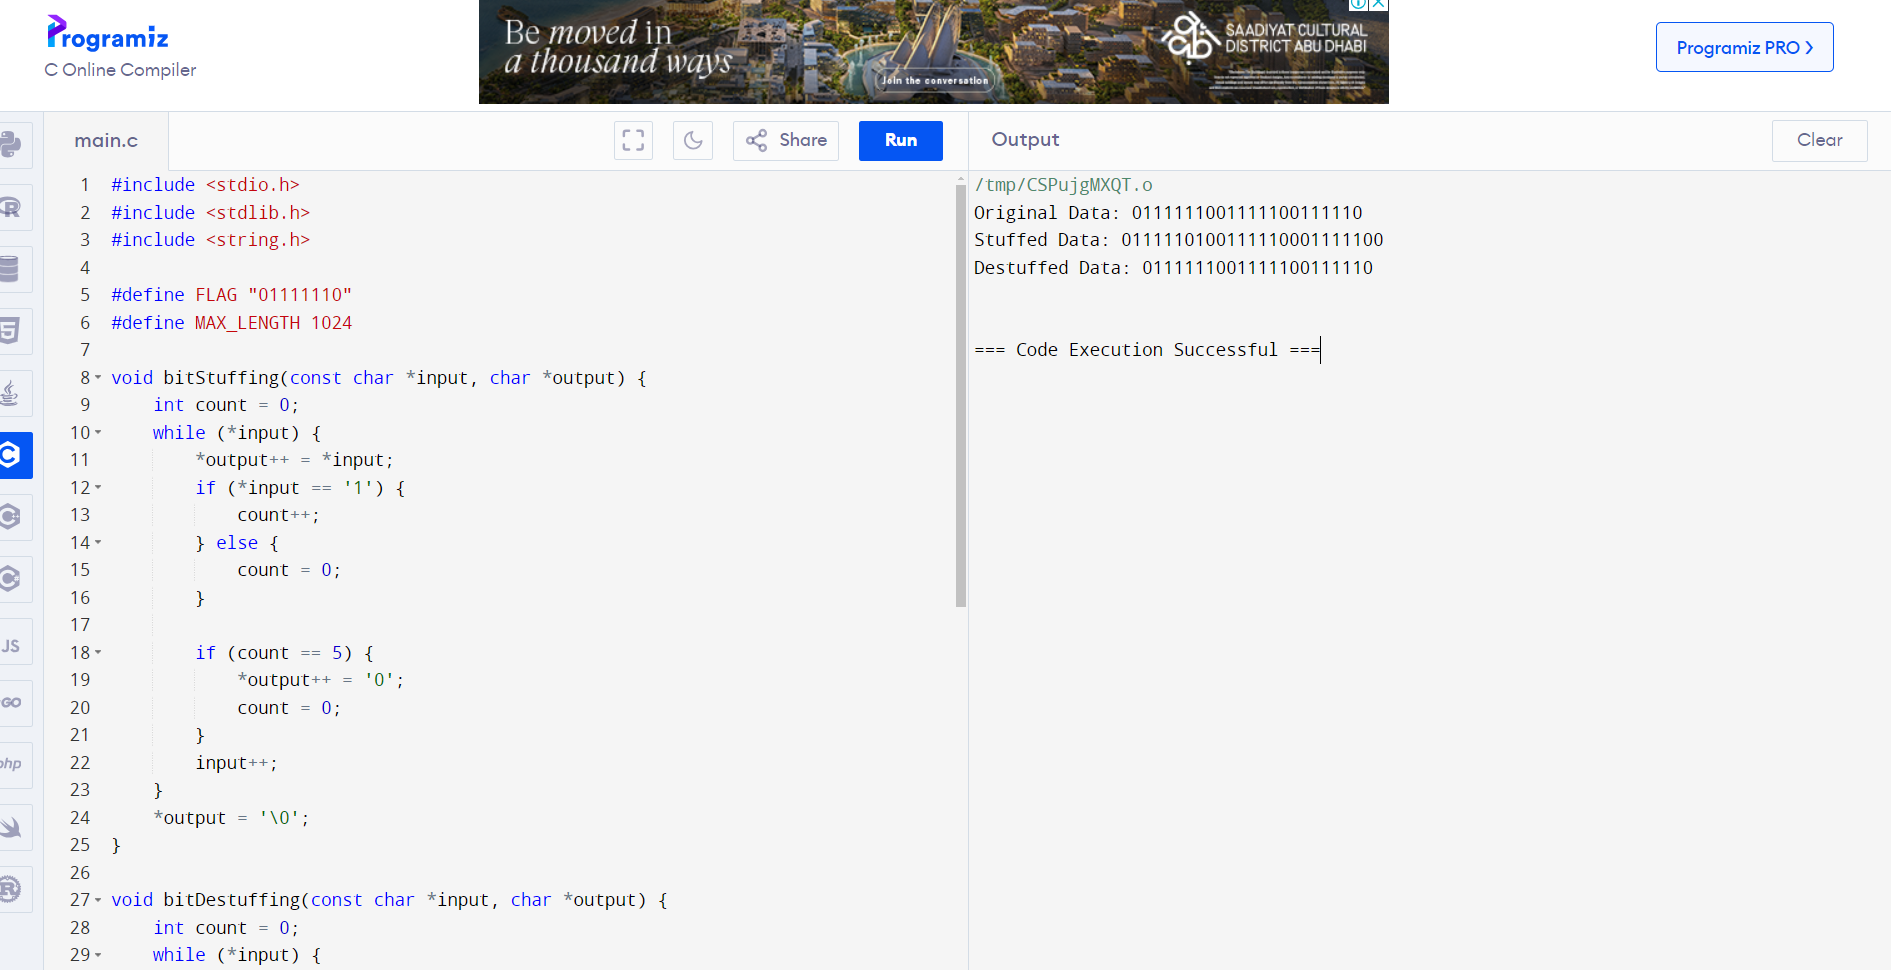 Programiz
C Online Compiler
Be moved in
a thousand ways
Join the conversation
SAADIYAT CULTURAL
DISTRICT ABU DHABI
Programiz PRO
main.c
Share
Run
Output
Clear
1 #include <stdio.h>
2 #include <stdlib.h>
3 #include <string.h>
4
5 #define FLAG "01111110"
6 #define MAX_LENGTH 1024
7
8 void bitStuffing(const char *input, char *output) {
9 int count = 0;
10 while (*input) {
11 *output++ = *input;
12 if (*input == '1') {
13 count++;
14 } else {
15 count = 0;
16 }
17
18 if (count == 5) {
19 *output++ = '0';
20 count = 0;
21 }
22 input++;
23 }
24 *output = '\0';
25 }
26
27 void bitDestuffing(const char *input, char *output) {
28 int count = 0;
29 while (*input) {
/tmp/CSPujgMXQT.o
Original Data: 0111111001111100111110
Stuffed Data: 0111110100111110001111100
Destuffed Data: 0111111001111100111110
=== Code Execution Successful ===
R
5
C
C
C
JS
GO
php
R